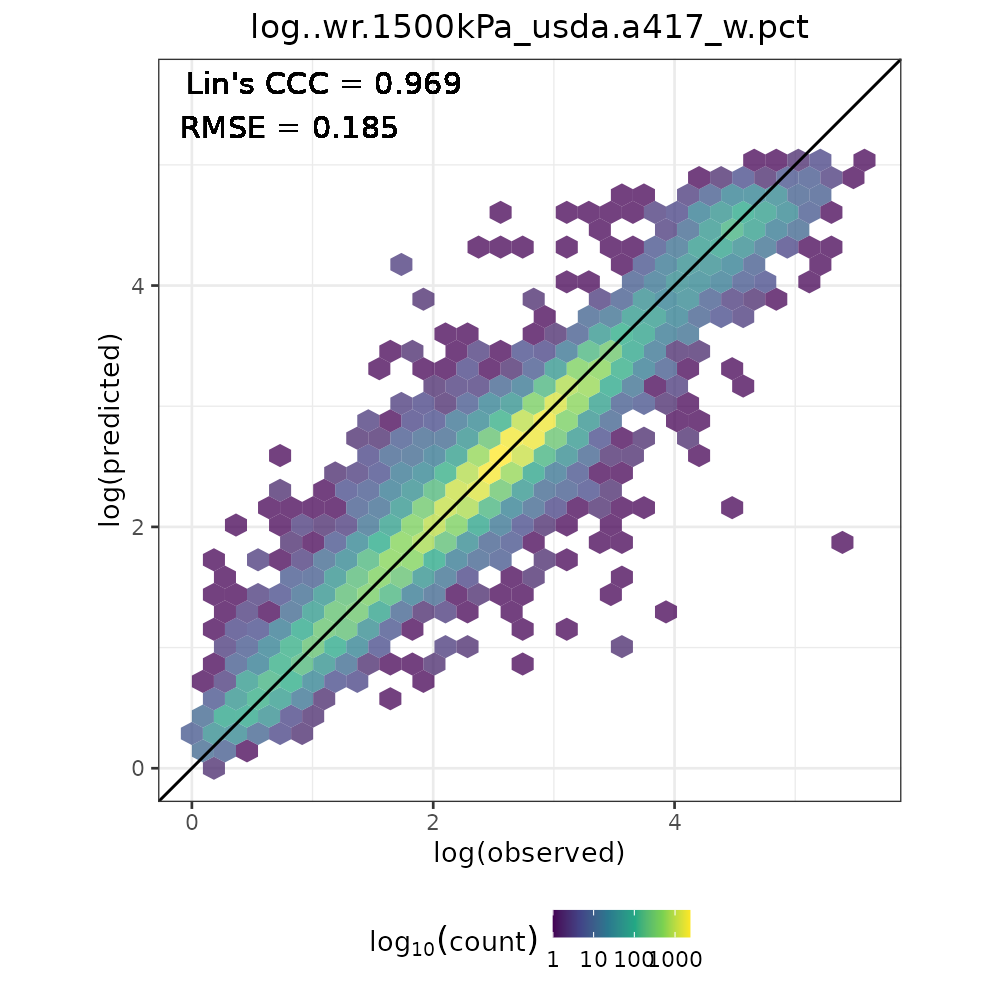 log..wr.1500kPa_usda.a417_w.pct
Lin's CCC = 0.969
RMSE = 0.185
log(predicted)
4
2
0
0 2 4
log(observed)
log₁₀(count)
1 10 100 1000